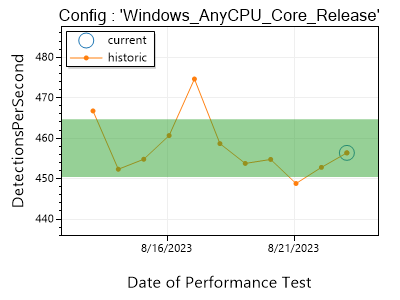 Config : 'Windows_AnyCPU_Core_Release'
current
historic
DetectionsPerSecond
480
470
460
450
440
8/16/2023
8/21/2023
Date of Performance Test